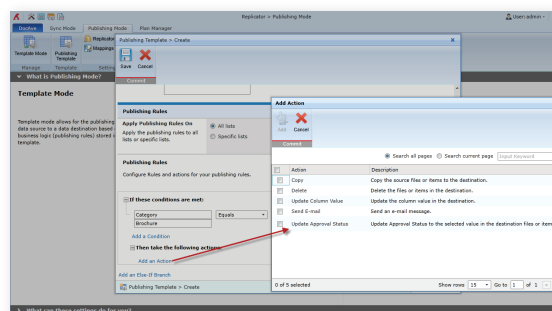 Replicator > Publishing Mode
User: admin
DocAve
Sync Mode
Publishing Mode
Plan Manager
Template Mode
Publishing Template
Replicator
Mappings
Manage
Template
Setting
What is Publishing Mode?
Template Mode
Template mode allows for the publishing
data source to a data destination based
business logic (publishing rules) stored
template.
Publishing Template > Create
Save
Cancel
Commit
Publishing Rules
Apply Publishing Rules On
Apply the publishing rules to all
lists or specific lists.
All lists
Specific lists
Publishing Rules
Configure Rules and actions for your publishing rules.
If these conditions are met:
Category
Equals
Brochure
Add a Condition
Then take the following actions:
Add an Action
Add an Else-If Branch
Publishing Template > Create
Add Action
Add
Cancel
Commit
Search all pages
Search current page
Input Keyword
Action
Description
Copy
Copy the source files or items to the destination.
Delete
Delete the files or items in the destination.
Update Column Value
Update the column value in the destination.
Send E-mail
Send an e-mail message.
Update Approval Status
Update Approval Status to the selected value in the destination files or item
0 of 5 selected
Show rows 15
Go to 1 of 1
What can these settings do for you?